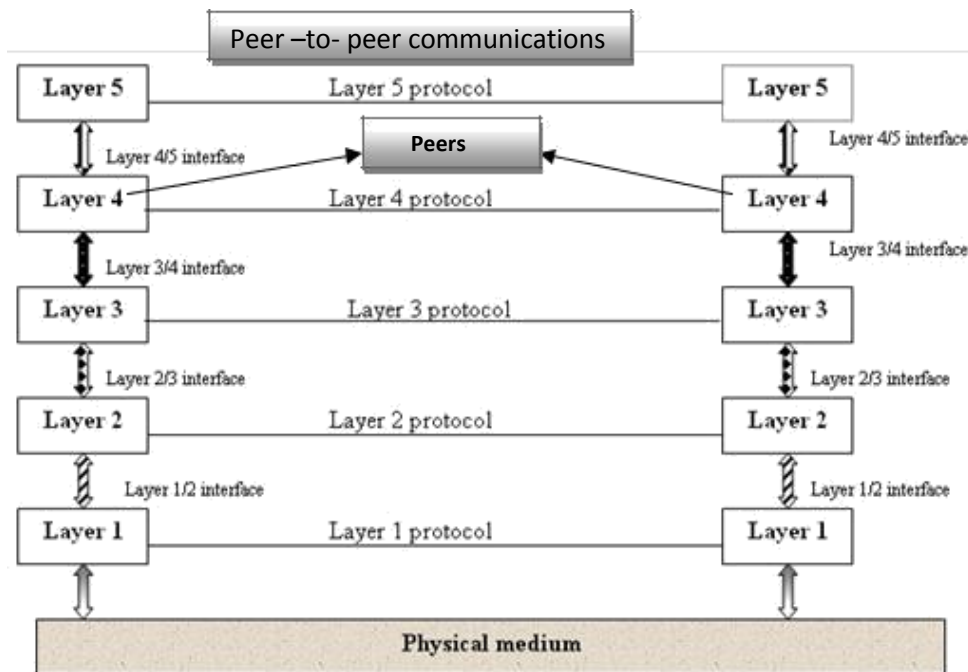 Peer –to- peer communications
Layer 5
Layer 5 protocol
Layer 5
Layer 4/5 interface
Peers
Layer 4/5 interface
Layer 4
Layer 4 protocol
Layer 4
Layer 3/4 interface
Layer 3/4 interface
Layer 3
Layer 3 protocol
Layer 3
Layer 2/3 interface
Layer 2/3 interface
Layer 2
Layer 2 protocol
Layer 2
Layer 1/2 interface
Layer 1/2 interface
Layer 1
Layer 1 protocol
Layer 1
Physical medium